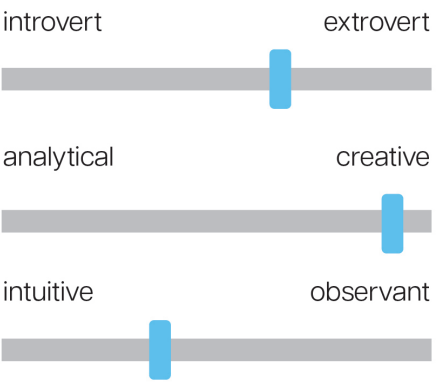 introvert extrovert
analytical creative
intuitive observant